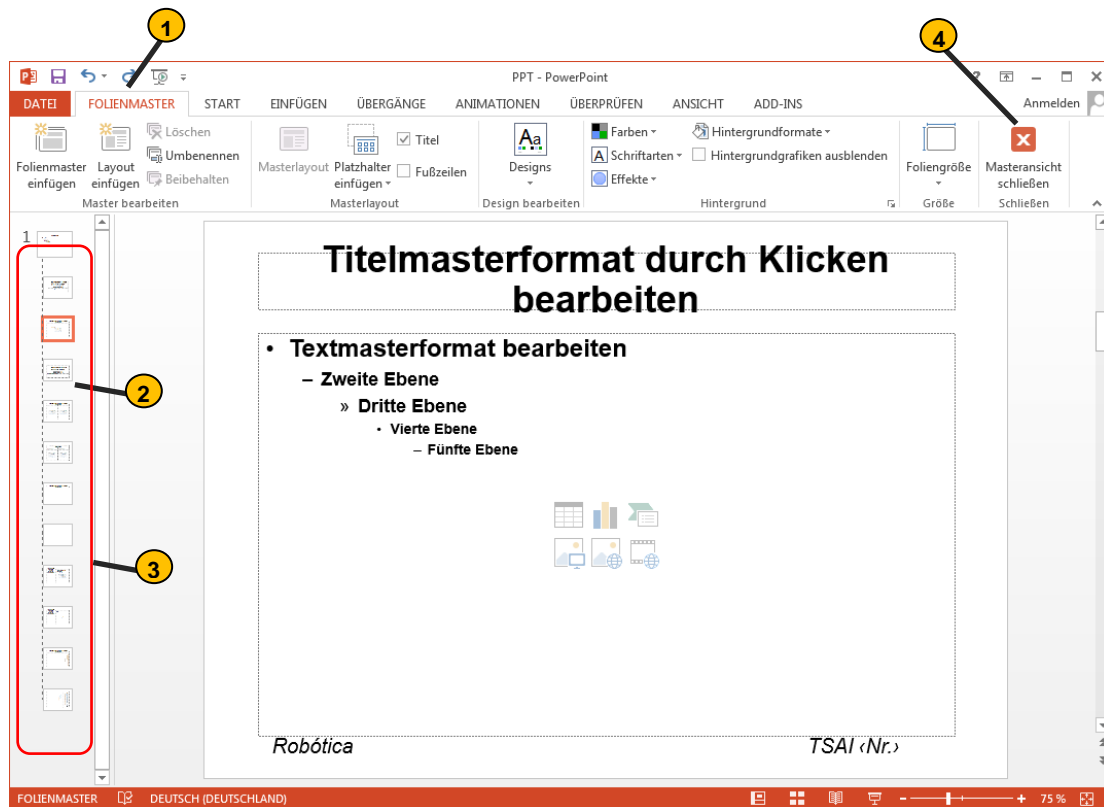 1
4
PPT - PowerPoint
?
DATEI FOLIENMASTER START EINFÜGEN ÜBERGÄNGE ANIMATIONEN ÜBERPRÜFEN ANSICHT ADD-INS Anmelden
Folienmaster einfügen
Layout einfügen
Löschen
Umbenennen
Beibehalten
Master bearbeiten
Masterlayout
Platzhalter einfügen
Titel
Fußzeilen
Masterlayout
Aa
Designs
Design bearbeiten
Farben
A Schriftarten
Effekte
Hintergrundformate
Hintergrundgrafiken ausblenden
Hintergrund
Foliengröße
Größe
Masteransicht schließen
Schließen
1
2
3
Titelmasterformat durch Klicken
bearbeiten
• Textmasterformat bearbeiten
– Zweite Ebene
» Dritte Ebene
• Vierte Ebene
– Fünfte Ebene
Robótica TSAI ‹Nr.›
FOLIENMASTER DEUTSCH (DEUTSCHLAND) 75 %